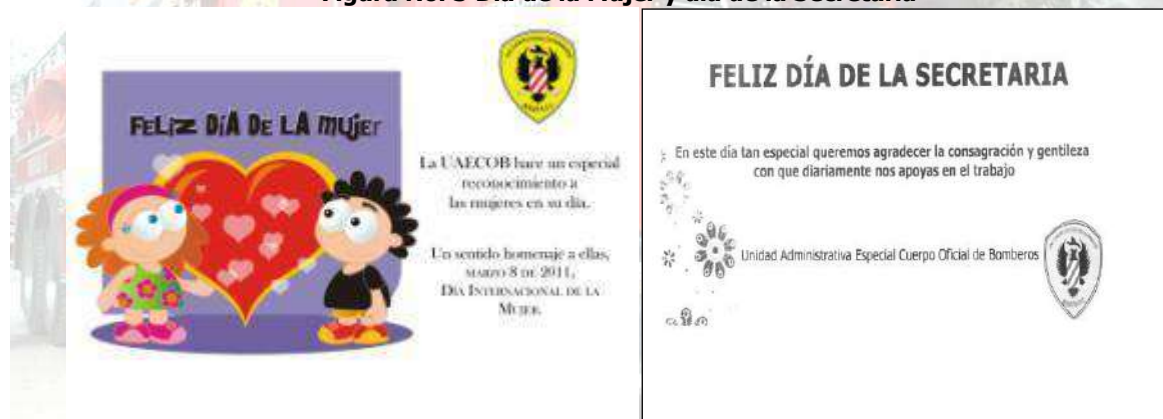 Figura No. 3 Día de la Mujer y día de la Secretaria
FELIZ DÍA DE LA MUJER
La UAECOB hace un especial
reconocimiento a
las mujeres en su día.
Un sentido homenaje a ellas,
MARZO 8 DE 2011,
DÍA INTERNACIONAL DE LA
MUJER.
FELIZ DÍA DE LA SECRETARIA
En este día tan especial queremos agradecer la consagración y gentileza
con que diariamente nos apoyas en el trabajo
Unidad Administrativa Especial Cuerpo Oficial de Bomberos